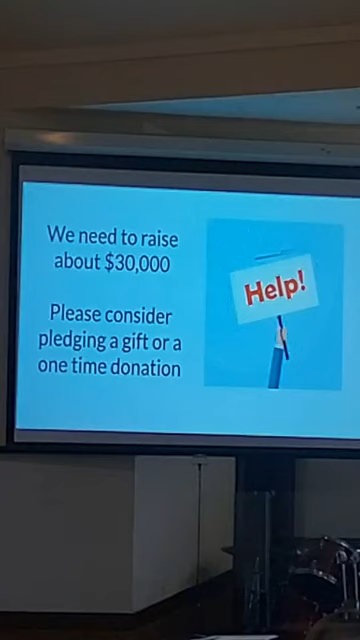 We need to raise
about $30,000
Please consider
pledging a gift or a
one time donation
Help!